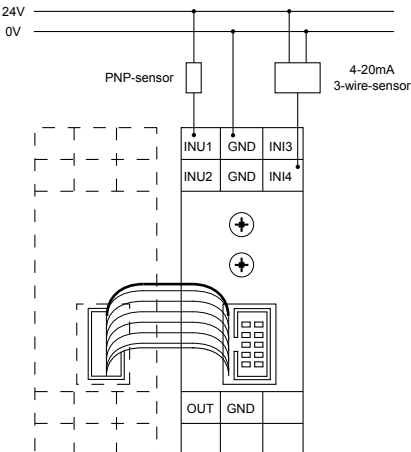 24V
0V
PNP-sensor
4-20mA
3-wire-sensor
INU1 GND INI3
INU2 GND INI4
OUT GND